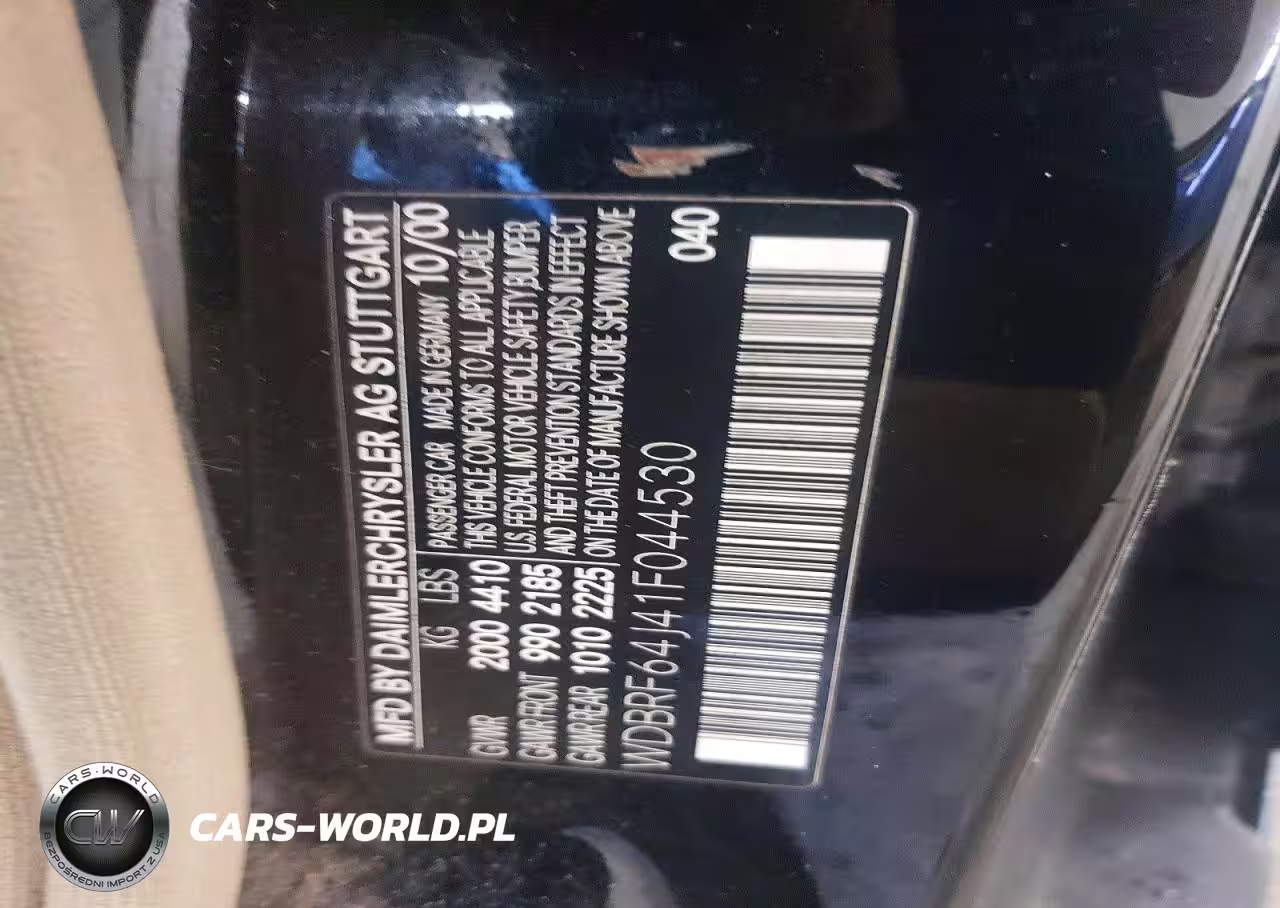 MFD BY DAIMLERCHRYSLER AG STUTTGART
KG LBS
GVWR 2000 4410
GAWR FRONT 990 2185
GAWR REAR 1010 2225
PASSENGER CAR MADE IN GERMANY 10/00
THIS VEHICLE CONFORMS TO ALL APPLICABLE
U.S. FEDERAL MOTOR VEHICLE SAFETY,BUMPER
AND THEFT PREVENTION STANDARDS IN EFFECT
ON THE DATE OF MANUFACTURE SHOWN ABOVE
WDBRF64J41F044530 040
CARS-WORLD
CW
BEZPOŚREDNI IMPORT Z USA
CARS-WORLD.PL